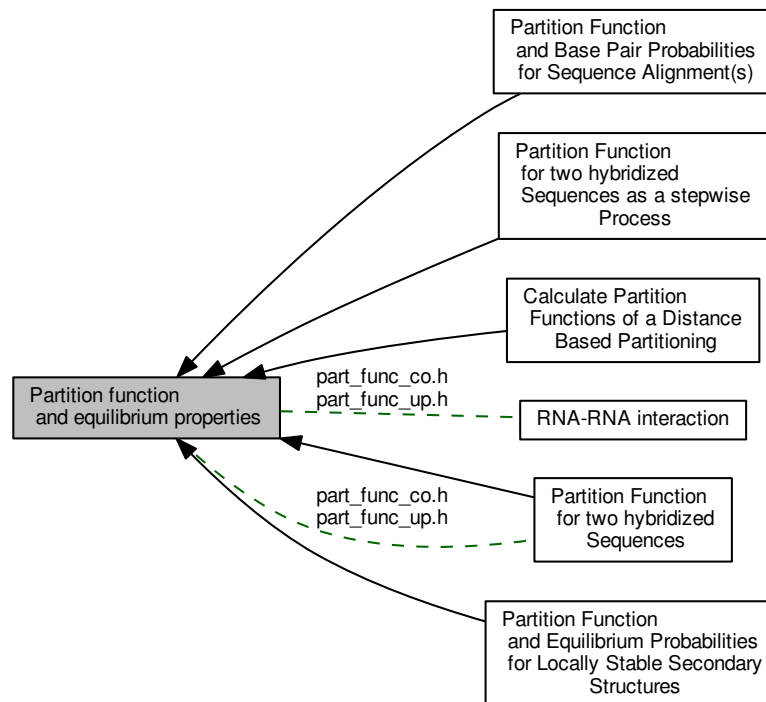 Partition Function
and Base Pair Probabilities
for Sequence Alignment(s)
Partition Function
for two hybridized
Sequences as a stepwise
Process
Calculate Partition
Functions of a Distance
Based Partitioning
Partition function
and equilibrium properties
part_func_co.h
part_func_up.h
RNA-RNA interaction
part_func_co.h
part_func_up.h
Partition Function
for two hybridized
Sequences
Partition Function
and Equilibrium Probabilities
for Locally Stable Secondary
Structures